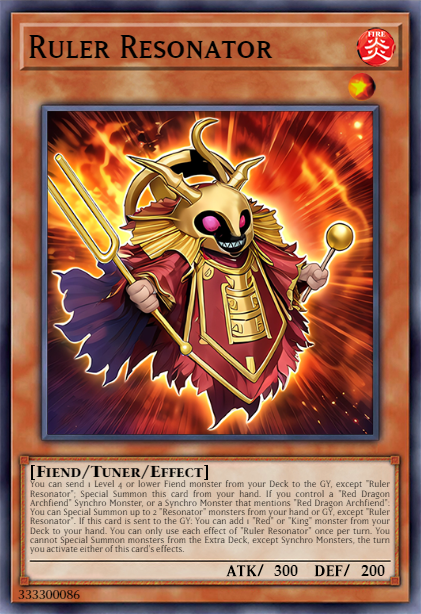 Ruler Resonator
FIRE
炎
[Fiend/Tuner/Effect]
You can send 1 Level 4 or lower Fiend monster from your Deck to the GY, except "Ruler
Resonator"; Special Summon this card from your hand. If you control a "Red Dragon
Archfiend" Synchro Monster, or a Synchro Monster that mentions "Red Dragon Archfiend":
You can Special Summon up to 2 "Resonator" monsters from your hand or GY, except "Ruler
Resonator". If this card is sent to the GY: You can add 1 "Red" or "King" monster from
your Deck to your hand. You can only use each effect of "Ruler Resonator" once per turn. You
cannot Special Summon monsters from the Extra Deck, except Synchro Monsters, the turn
you activate either of this card's effects.
ATK/ 300 DEF/ 200
333300086